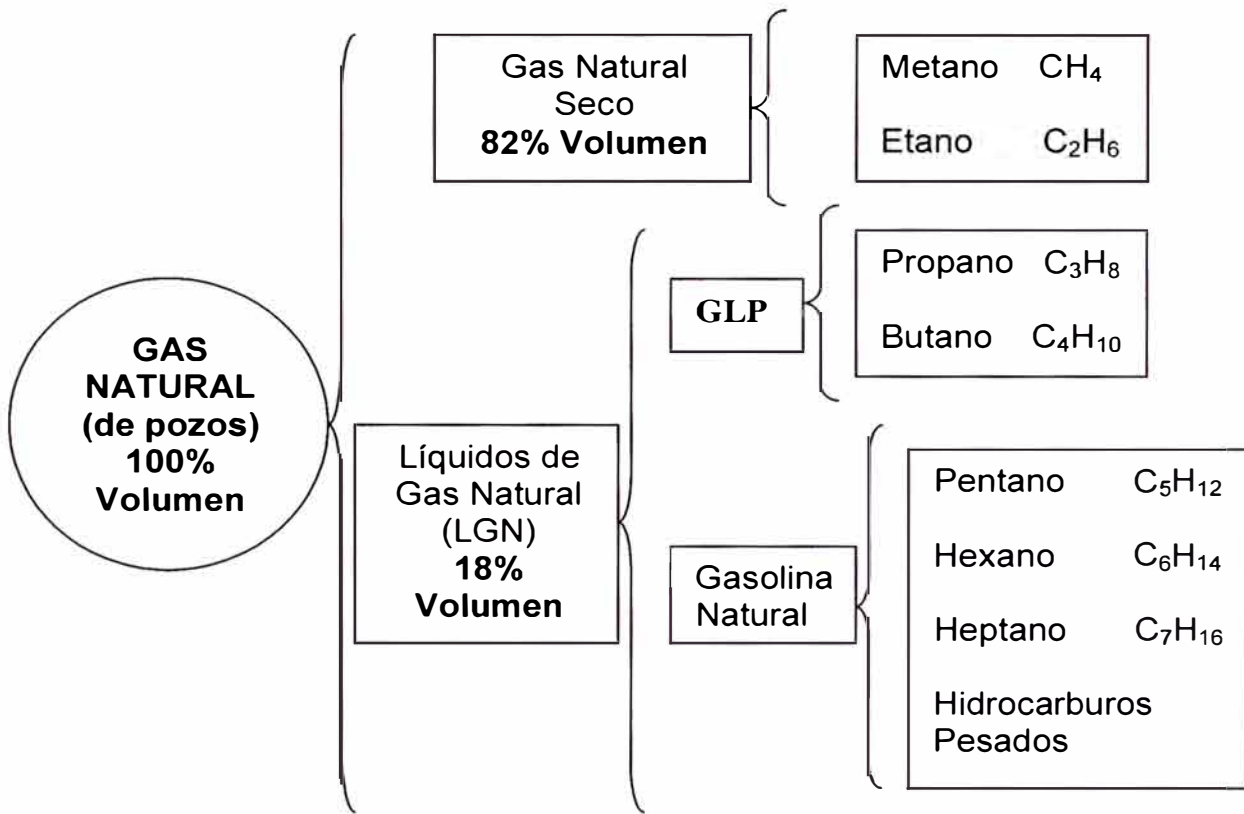 GAS
NATURAL
(de pozos)
100%
Volumen
Gas Natural
Seco
82% Volumen
Metano CH₄
Etano C₂H₆
Líquidos de
Gas Natural
(LGN)
18%
Volumen
GLP
Propano C₃H₈
Butano C₄H₁₀
Gasolina
Natural
Pentano C₅H₁₂
Hexano C₆H₁₄
Heptano C₇H₁₆
Hidrocarburos
Pesados